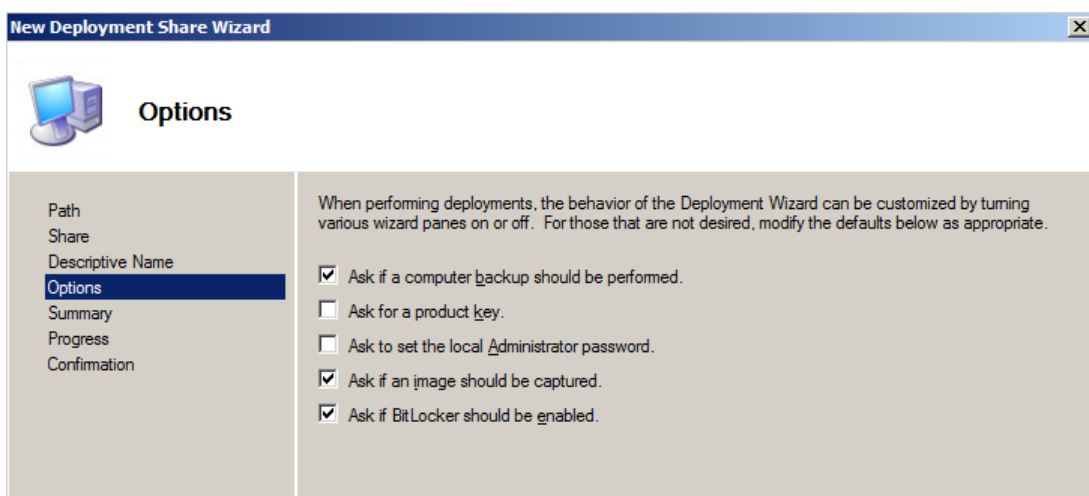 New Deployment Share Wizard
Options
Path
Share
Descriptive Name
Options
Summary
Progress
Confirmation
When performing deployments, the behavior of the Deployment Wizard can be customized by turning
various wizard panes on or off.  For those that are not desired, modify the defaults below as appropriate.
Ask if a computer backup should be performed.
Ask for a product key.
Ask to set the local Administrator password.
Ask if an image should be captured.
Ask if BitLocker should be enabled.